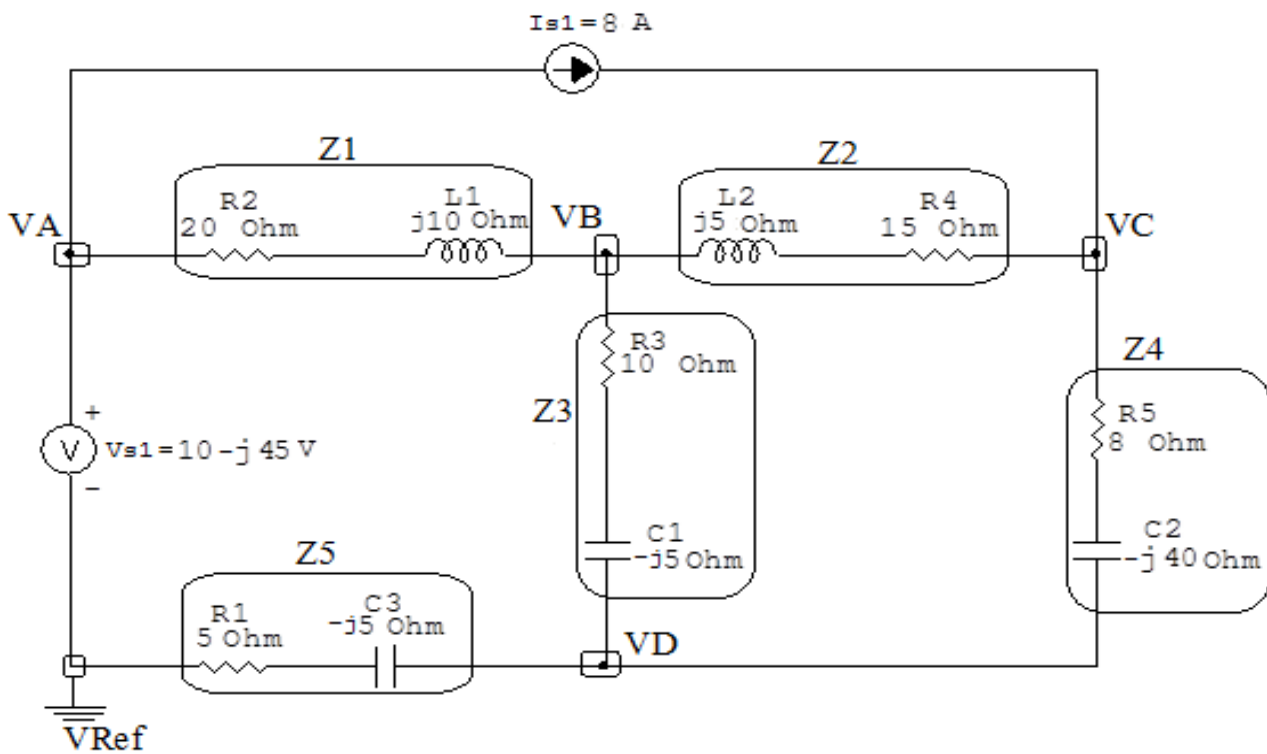 Is1=8 A
Z1
Z2
R2
20 Ohm
L1
j10 Ohm
L2
j5 Ohm
R4
15 Ohm
VA
VB
VC
R3
10 Ohm
Z3
Z4
R5
8 Ohm
+
V
Vs1=10-j45 V
-
C1
-j5 Ohm
C2
-j40 Ohm
Z5
R1
5 Ohm
C3
-j5 Ohm
VD
VRef